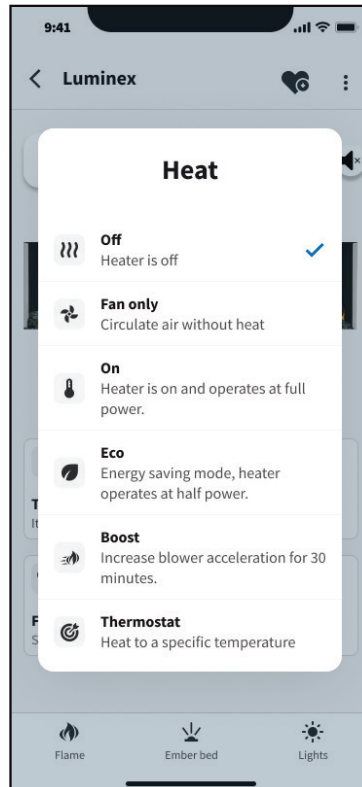 9:41
Luminex
Heat
Off
Heater is off
Fan only
Circulate air without heat
On
Heater is on and operates at full
power.
Eco
Energy saving mode, heater
operates at half power.
Boost
Increase blower acceleration for 30
minutes.
Thermostat
Heat to a specific temperature
Flame
Ember bed
Lights